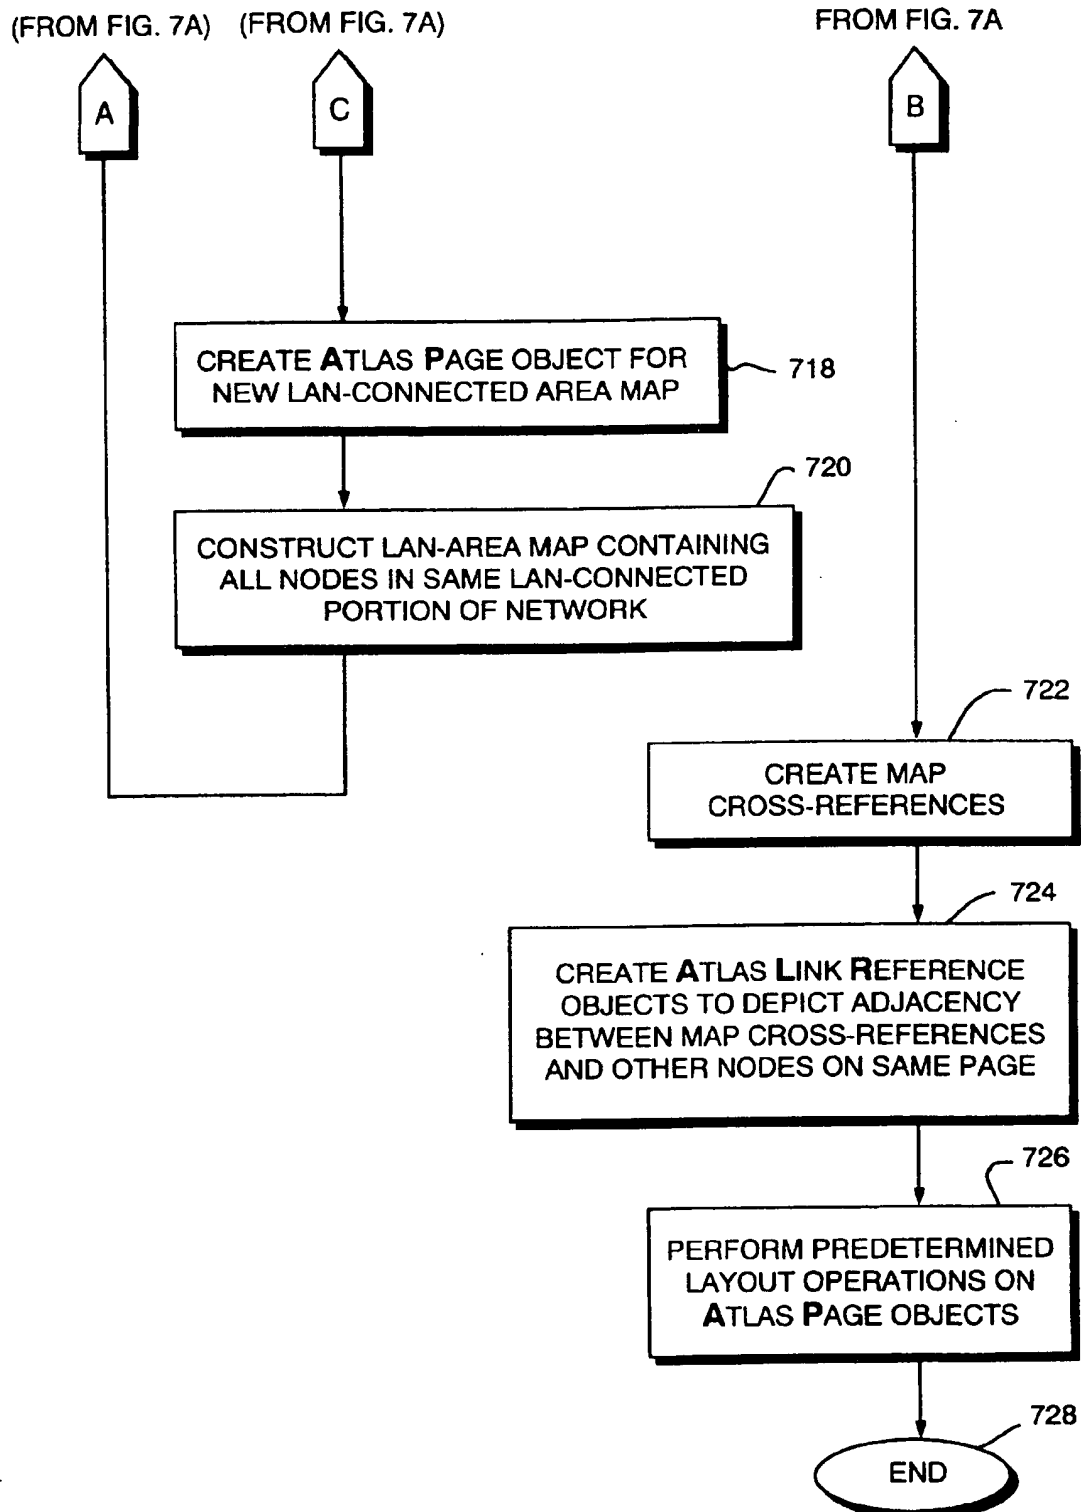 (FROM FIG. 7A) (FROM FIG. 7A) FROM FIG. 7A
A C B
CREATE ATLAS PAGE OBJECT FOR
NEW LAN-CONNECTED AREA MAP
718
720
CONSTRUCT LAN-AREA MAP CONTAINING
ALL NODES IN SAME LAN-CONNECTED
PORTION OF NETWORK
722
CREATE MAP
CROSS-REFERENCES
724
CREATE ATLAS LINK REFERENCE
OBJECTS TO DEPICT ADJACENCY
BETWEEN MAP CROSS-REFERENCES
AND OTHER NODES ON SAME PAGE
726
PERFORM PREDETERMINED
LAYOUT OPERATIONS ON
ATLAS PAGE OBJECTS
728
END